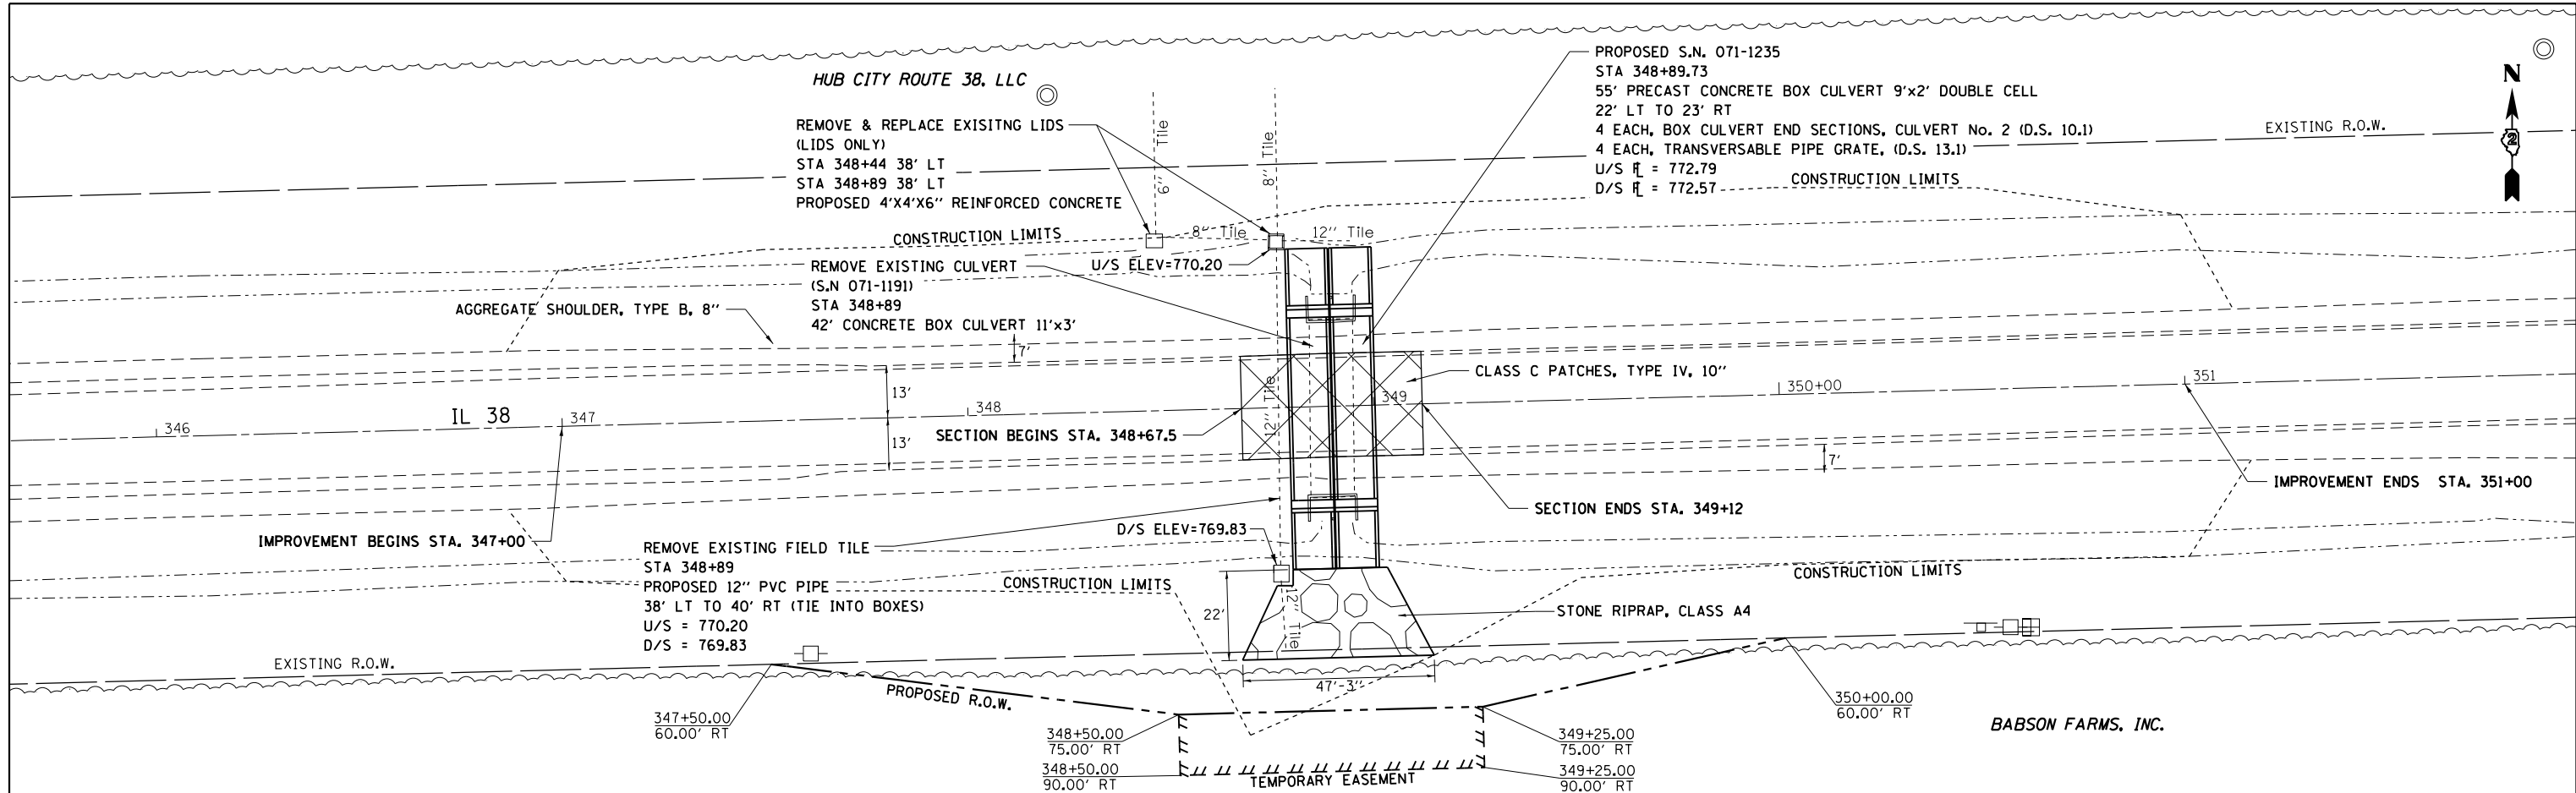 HUB CITY ROUTE 38, LLC
REMOVE & REPLACE EXISITNG LIDS
(LIDS ONLY)
STA 348+44 38' LT
STA 348+89 38' LT
PROPOSED 4'X4'X6'' REINFORCED CONCRETE
6'' Tile
8'' Tile
PROPOSED S.N. 071-1235
STA 348+89.73
55' PRECAST CONCRETE BOX CULVERT 9'x2' DOUBLE CELL
22' LT TO 23' RT
4 EACH, BOX CULVERT END SECTIONS, CULVERT No. 2 (D.S. 10.1)
4 EACH, TRANSVERSABLE PIPE GRATE, (D.S. 13.1)
U/S FL = 772.79
D/S FL = 772.57
EXISTING R.O.W.
N
2
CONSTRUCTION LIMITS
CONSTRUCTION LIMITS
8'' Tile
12'' Tile
REMOVE EXISTING CULVERT
(S.N 071-1191)
STA 348+89
42' CONCRETE BOX CULVERT 11'x3'
U/S ELEV=770.20
AGGREGATE SHOULDER, TYPE B, 8''
7'
13'
13'
CLASS C PATCHES, TYPE IV, 10''
12'' Tile
346
IL 38
347
348
349
350+00
351
SECTION BEGINS STA. 348+67.5
7'
IMPROVEMENT ENDS STA. 351+00
SECTION ENDS STA. 349+12
IMPROVEMENT BEGINS STA. 347+00
D/S ELEV=769.83
REMOVE EXISTING FIELD TILE
STA 348+89
PROPOSED 12'' PVC PIPE
38' LT TO 40' RT (TIE INTO BOXES)
U/S = 770.20
D/S = 769.83
CONSTRUCTION LIMITS
CONSTRUCTION LIMITS
22'
12'' Tile
STONE RIPRAP, CLASS A4
EXISTING R.O.W.
PROPOSED R.O.W.
47'-3''
347+50.00
60.00' RT
350+00.00
60.00' RT
BABSON FARMS, INC.
348+50.00
75.00' RT
349+25.00
75.00' RT
348+50.00
90.00' RT
TEMPORARY EASEMENT
349+25.00
90.00' RT